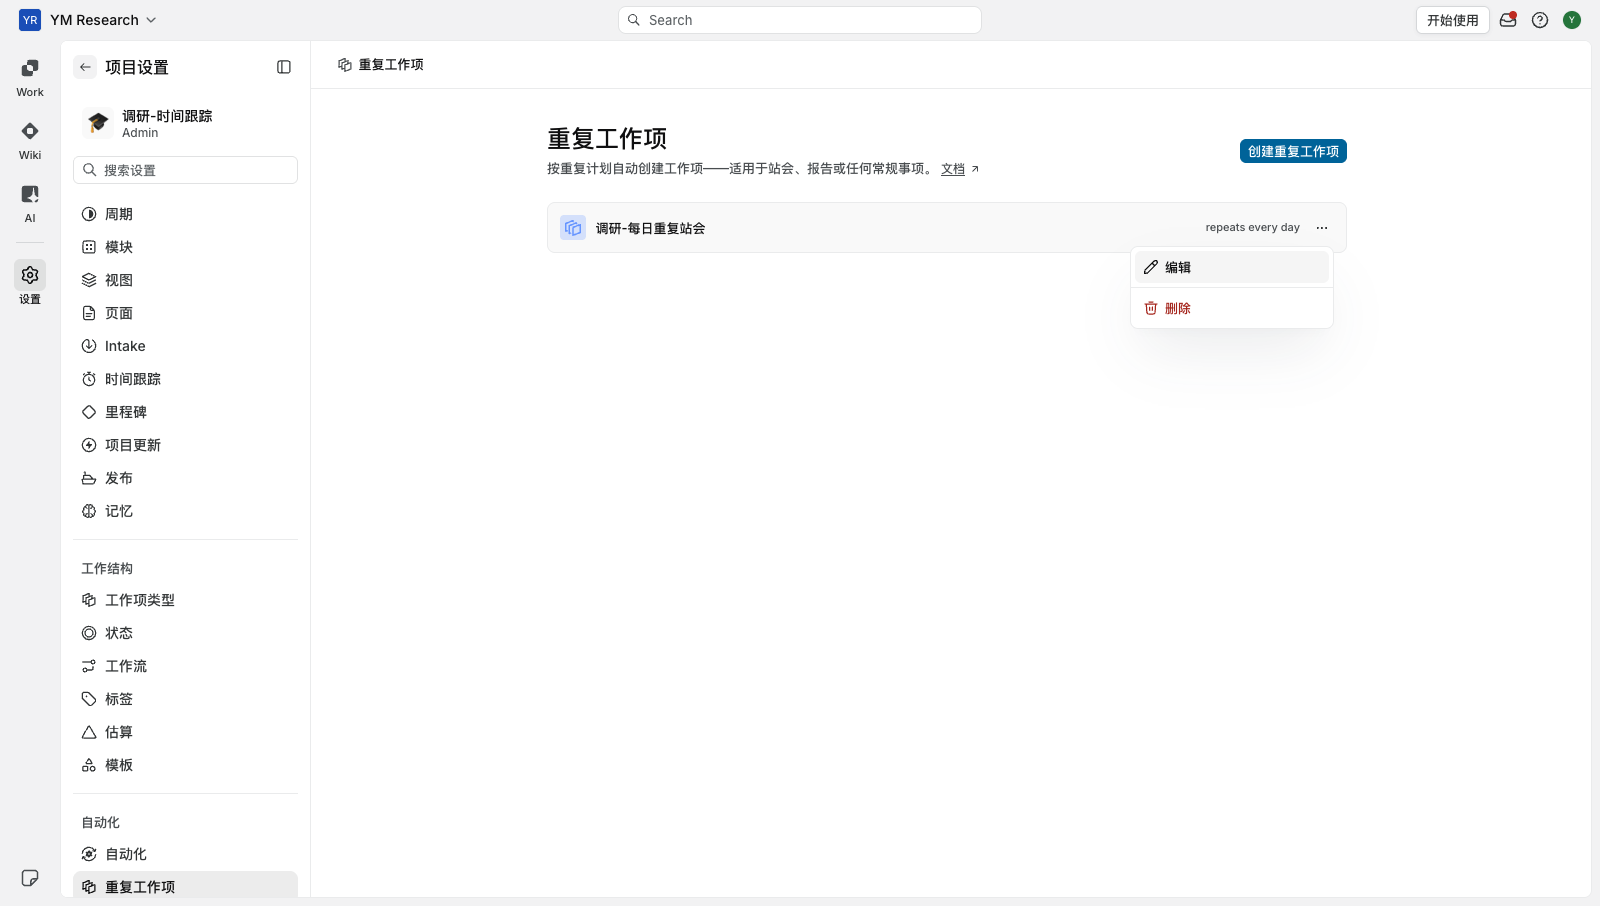 YR YM Research
Search
开始使用
Y
Work
Wiki
AI
设置
项目设置
调研-时间跟踪
Admin
搜索设置
周期
模块
视图
页面
Intake
时间跟踪
里程碑
项目更新
发布
记忆
工作结构
工作项类型
状态
工作流
标签
估算
模板
自动化
自动化
重复工作项
重复工作项
重复工作项
按重复计划自动创建工作项——适用于站会、报告或任何常规事项。 文档
创建重复工作项
调研-每日重复站会
repeats every day
编辑
删除